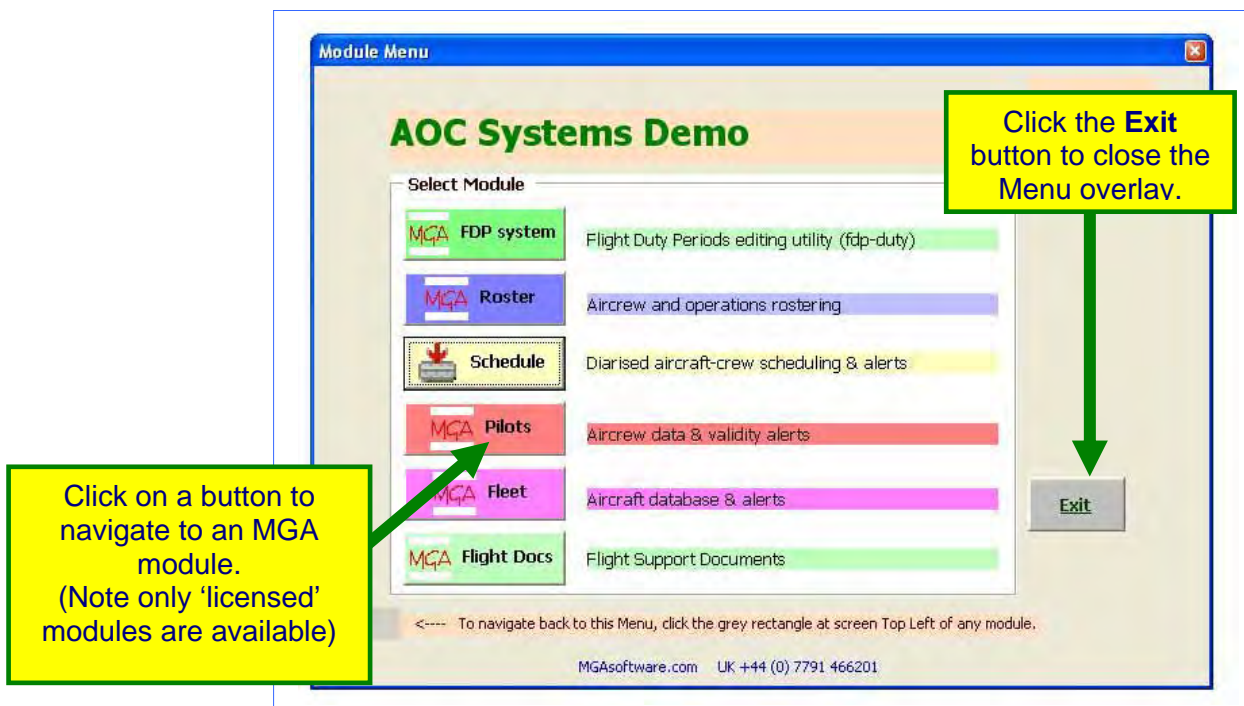 Module Menu
AOC Systems Demo
Click the Exit
button to close the
Menu overlay.
Select Module
MGA FDP system
Flight Duty Periods editing utility (fdp-duty)
MGA Roster
Aircrew and operations rostering
Schedule
Diarised aircraft-crew scheduling & alerts
MGA Pilots
Aircrew data & validity alerts
MGA Fleet
Aircraft database & alerts
Exit
MGA Flight Docs
Flight Support Documents
Click on a button to
navigate to an MGA
module.
(Note only ‘licensed’
modules are available)
<---- To navigate back to this Menu, click the grey rectangle at screen Top Left of any module.
MGAsoftware.com UK +44 (0) 7791 466201